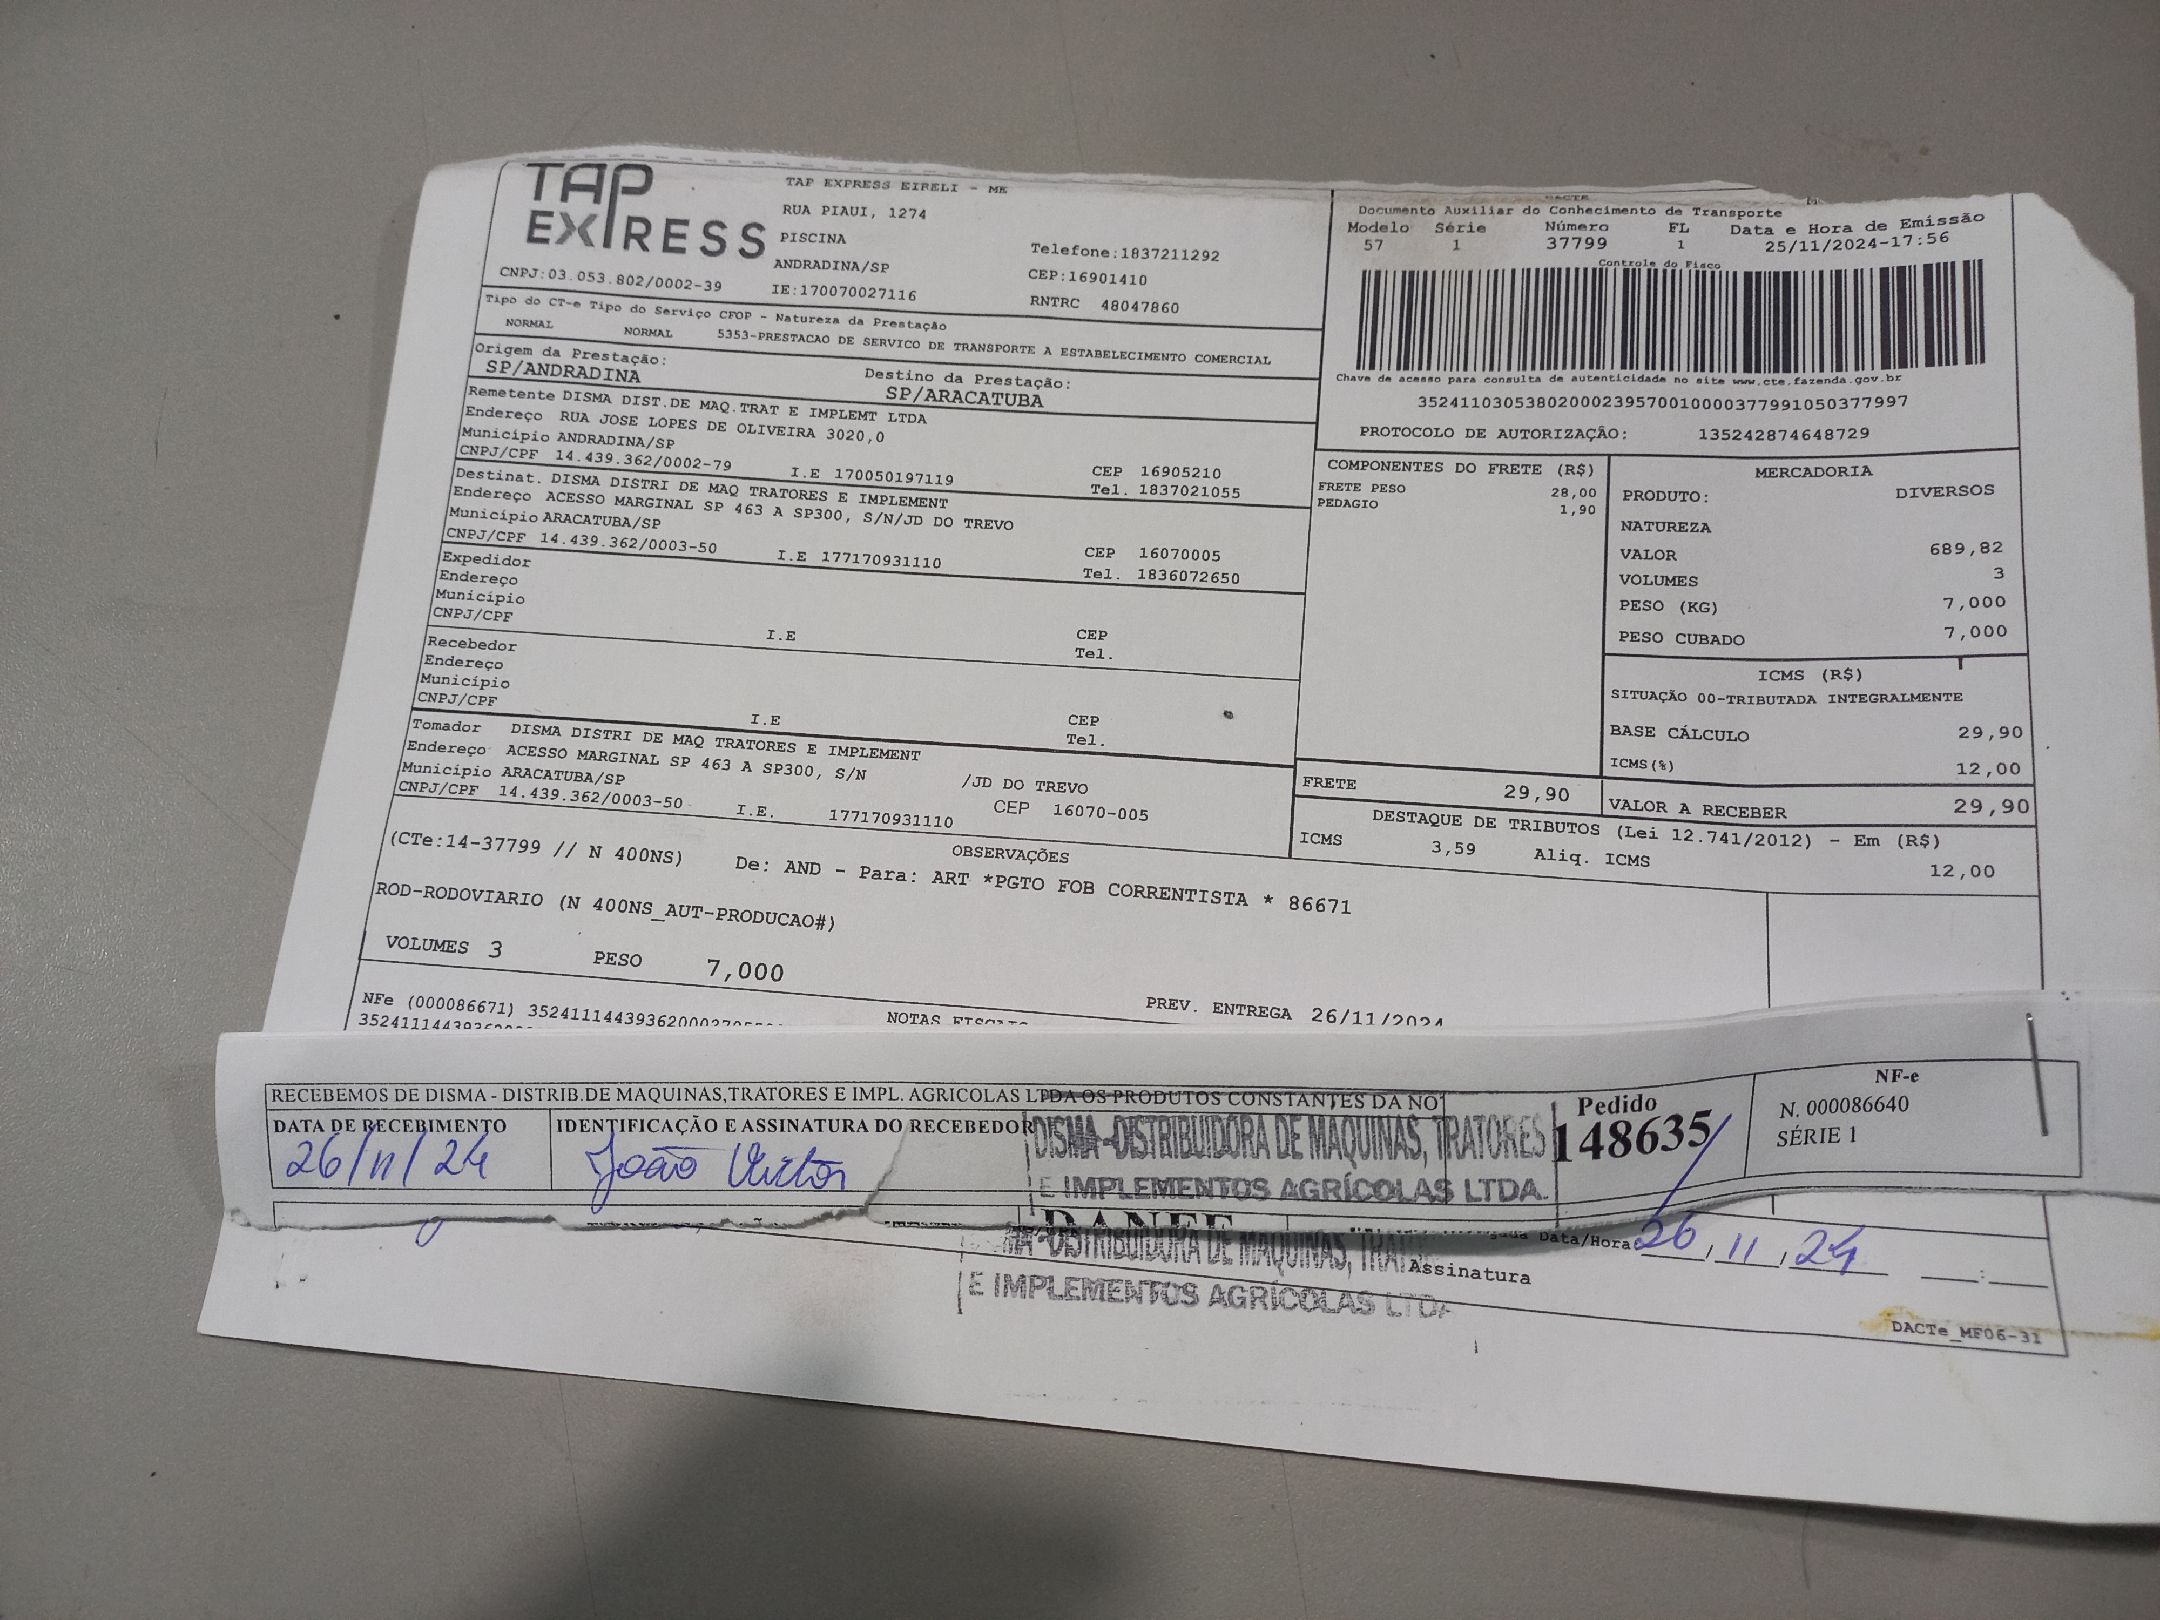 TAP EXPRESS
TAP EXPRESS EIRELI - ME
RUA PIAUI, 1274
PISCINA
ANDRADINA/SP
Telefone:1837211292
CEP:16901410
CNPJ:03.053.802/0002-39
IE:170070027116
RNTRC 48047860
DACTE
Documento Auxiliar do Conhecimento de Transporte
Modelo Série Número FL Data e Hora de Emissão
57 1 37799 1 25/11/2024-17:56
Controle do Fisco
Chave de acesso para consulta de autenticidade no site www.cte.fazenda.gov.br
35241103053802000239570010000377991050377997
PROTOCOLO DE AUTORIZAÇÃO: 135242874648729
Tipo do CT-e Tipo do Serviço CFOP - Natureza da Prestação
NORMAL NORMAL 5353-PRESTACAO DE SERVICO DE TRANSPORTE A ESTABELECIMENTO COMERCIAL
Origem da Prestação: Destino da Prestação:
SP/ANDRADINA SP/ARACATUBA
Remetente DISMA DIST.DE MAQ.TRAT E IMPLEMT LTDA
Endereço RUA JOSE LOPES DE OLIVEIRA 3020,0
Município ANDRADINA/SP CEP 16905210
CNPJ/CPF 14.439.362/0002-79 I.E 170050197119 Tel. 1837021055
Destinat. DISMA DISTRI DE MAQ TRATORES E IMPLEMENT
Endereço ACESSO MARGINAL SP 463 A SP300, S/N/JD DO TREVO
Município ARACATUBA/SP CEP 16070005
CNPJ/CPF 14.439.362/0003-50 I.E 177170931110 Tel. 1836072650
Expedidor
Endereço
Município CEP
CNPJ/CPF I.E Tel.
Recebedor
Endereço
Município CEP
CNPJ/CPF I.E Tel.
Tomador DISMA DISTRI DE MAQ TRATORES E IMPLEMENT
Endereço ACESSO MARGINAL SP 463 A SP300, S/N /JD DO TREVO
Município ARACATUBA/SP CEP 16070-005
CNPJ/CPF 14.439.362/0003-50 I.E. 177170931110
COMPONENTES DO FRETE (R$)
FRETE PESO 28,00
PEDAGIO 1,90
MERCADORIA
PRODUTO: DIVERSOS
NATUREZA
VALOR 689,82
VOLUMES 3
PESO (KG) 7,000
PESO CUBADO 7,000
ICMS (R$)
SITUAÇÃO 00-TRIBUTADA INTEGRALMENTE
BASE CÁLCULO 29,90
ICMS(%) 12,00
FRETE 29,90
VALOR A RECEBER 29,90
DESTAQUE DE TRIBUTOS (Lei 12.741/2012) - Em (R$)
ICMS 3,59 Aliq. ICMS 12,00
OBSERVAÇÕES
(CTe:14-37799 // N 400NS) De: AND - Para: ART *PGTO FOB CORRENTISTA * 86671
ROD-RODOVIARIO (N 400NS_AUT-PRODUCAO#)
VOLUMES 3 PESO 7,000
PREV. ENTREGA 26/11/2024
NOTAS FISCAIS
NFe (000086671)
RECEBEMOS DE DISMA - DISTRIB.DE MAQUINAS,TRATORES E IMPL. AGRICOLAS LTDA OS PRODUTOS CONSTANTES DA NOT
DATA DE RECEBIMENTO IDENTIFICAÇÃO E ASSINATURA DO RECEBEDOR
26/11/24 João Victor
DISMA - DISTRIBUIDORA DE MAQUINAS, TRATORES
E IMPLEMENTOS AGRÍCOLAS LTDA.
Pedido
148635
NF-e
N. 000086640
SÉRIE 1
DANFE
MA - DISTRIBUIDORA DE MAQUINAS, TRAT
E IMPLEMENTOS AGRÍCOLAS LTDA
Data/Hora 26, 11, 24
Assinatura
DACTe_MF06-31